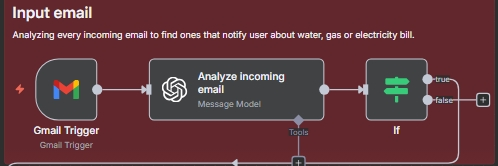 Input email
Analyzing every incoming email to find ones that notify user about water, gas or electricity bill.
Analyze incoming
email
Message Model
true
false
Tools
Gmail Trigger
Gmail Trigger
If